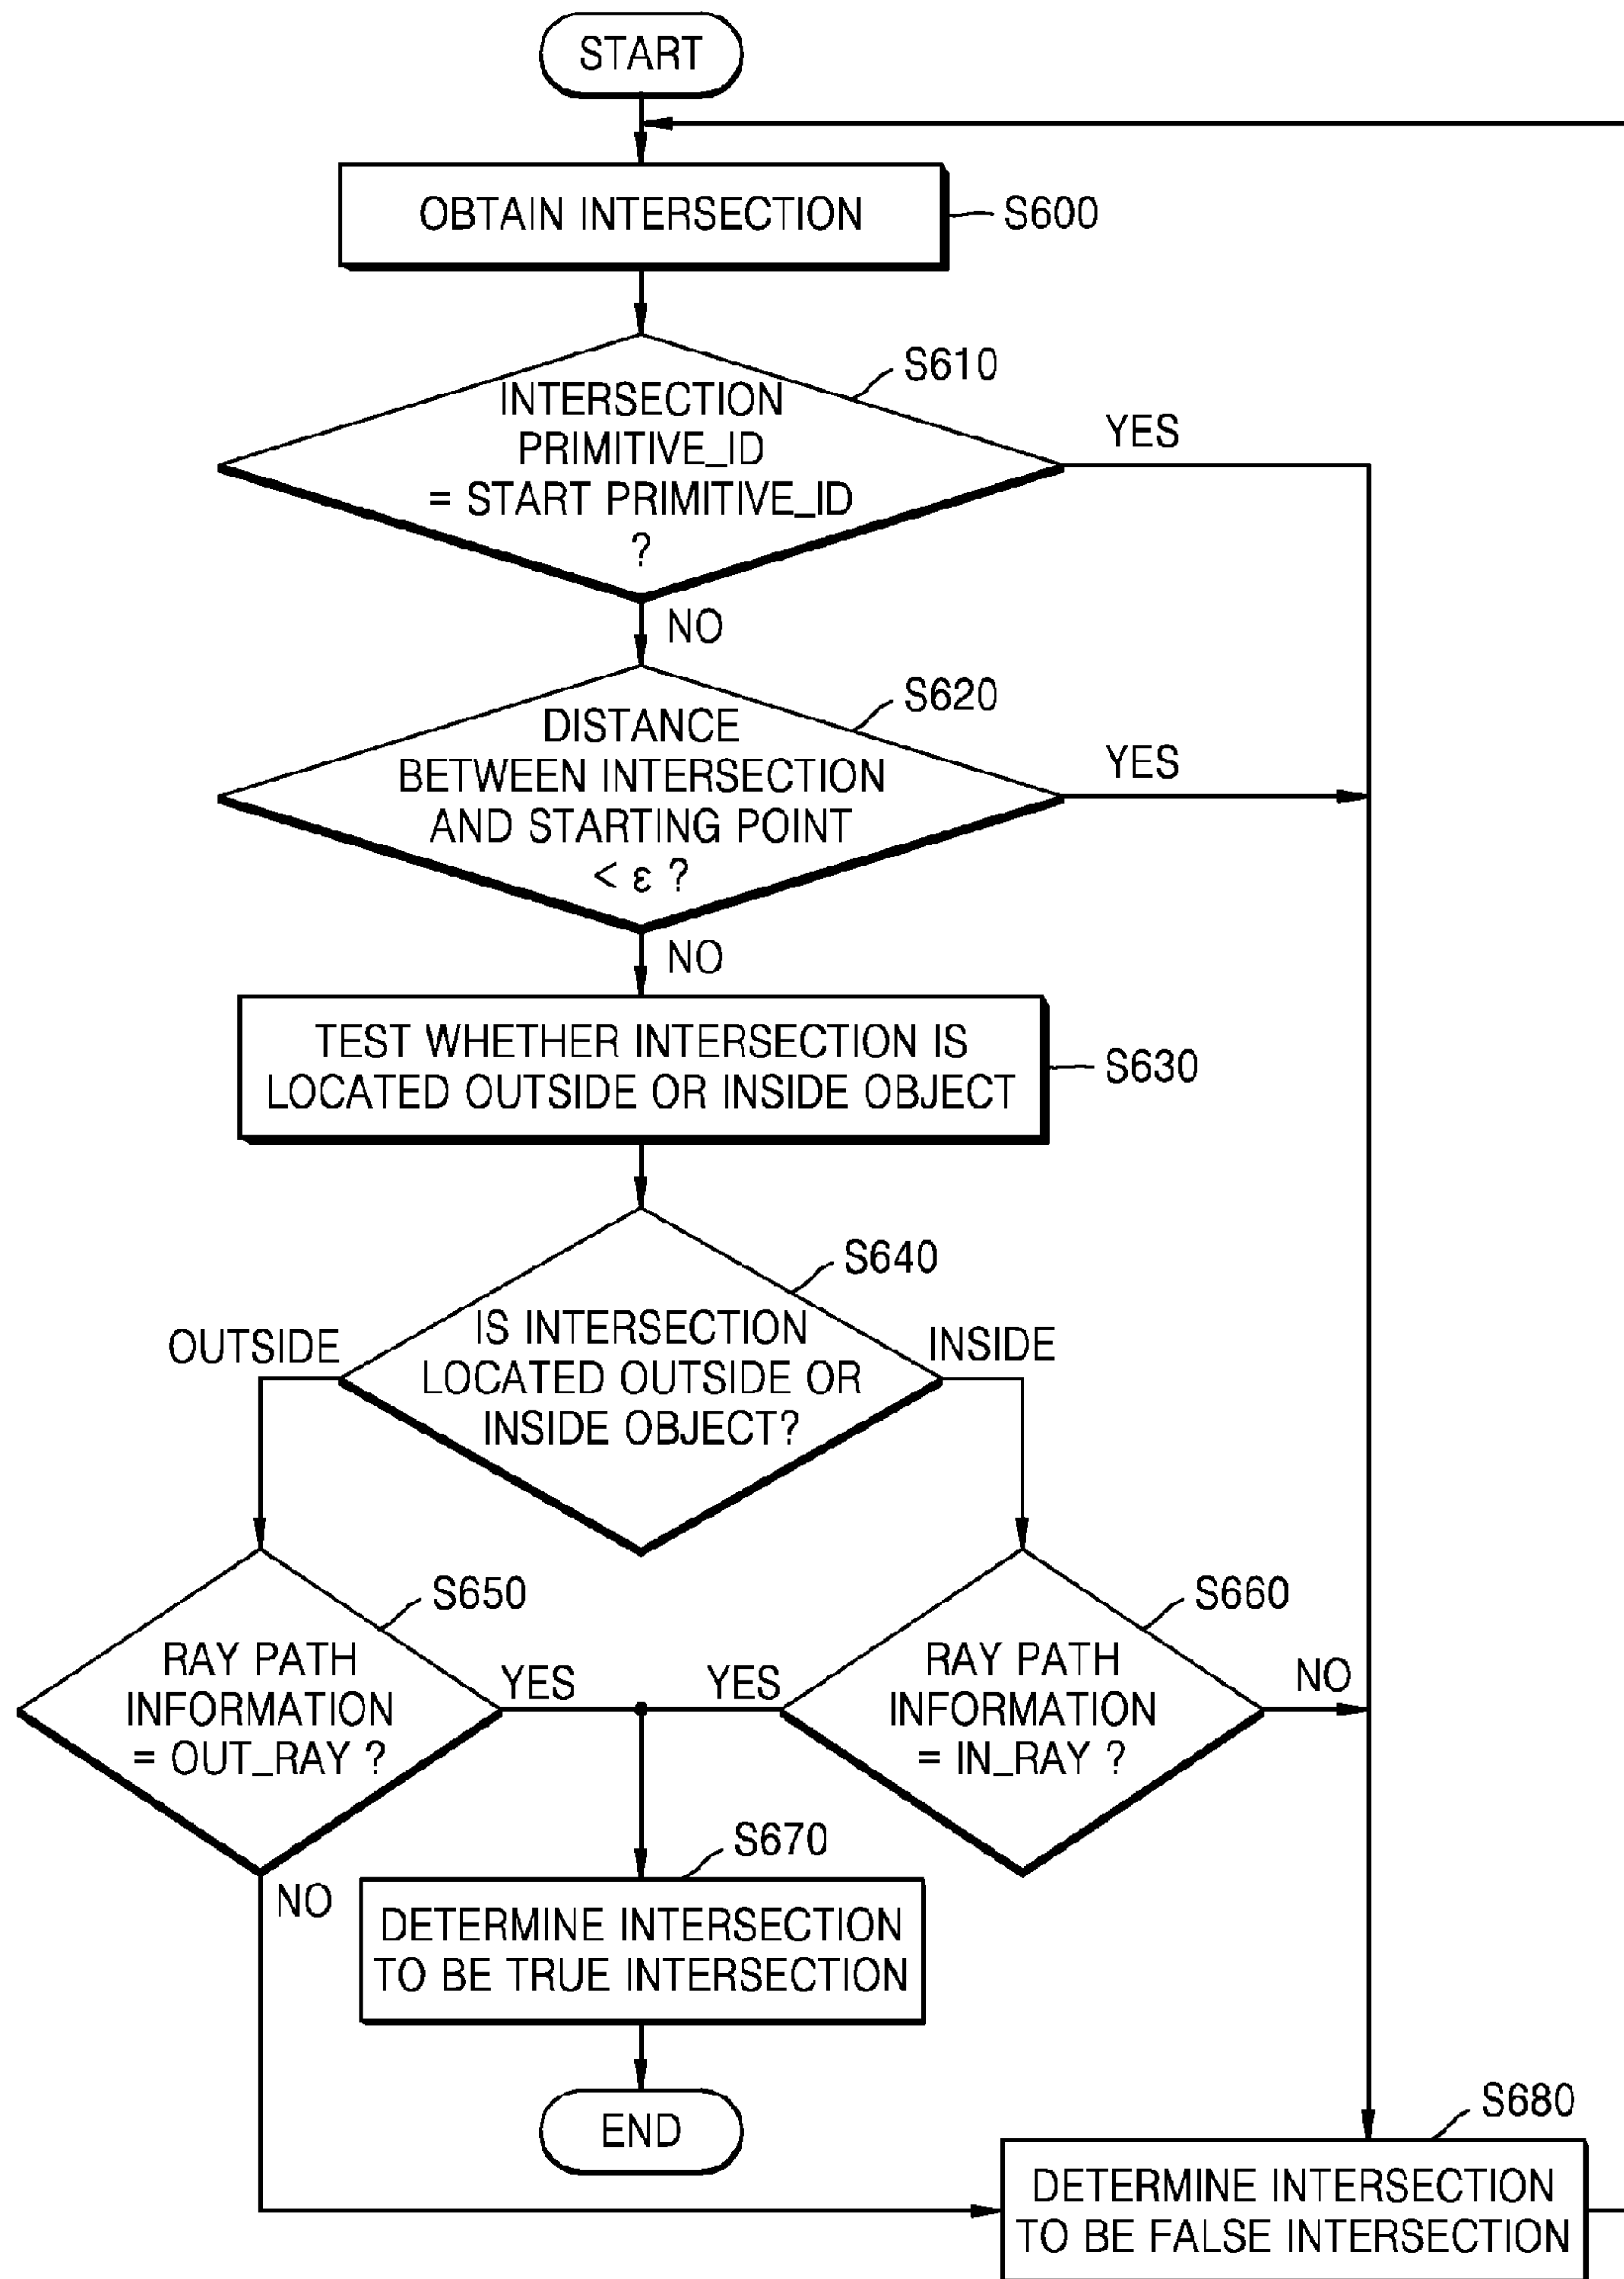 START
OBTAIN INTERSECTION
S600
S610
INTERSECTION
PRIMITIVE_ID
= START PRIMITIVE_ID
?
YES
NO
S620
DISTANCE
BETWEEN INTERSECTION
AND STARTING POINT
< ε ?
YES
NO
TEST WHETHER INTERSECTION IS
LOCATED OUTSIDE OR INSIDE OBJECT
S630
S640
IS INTERSECTION
LOCATED OUTSIDE OR
INSIDE OBJECT?
OUTSIDE
INSIDE
S650
RAY PATH
INFORMATION
= OUT_RAY ?
YES
NO
S660
RAY PATH
INFORMATION
= IN_RAY ?
YES
NO
S670
DETERMINE INTERSECTION
TO BE TRUE INTERSECTION
END
S680
DETERMINE INTERSECTION
TO BE FALSE INTERSECTION